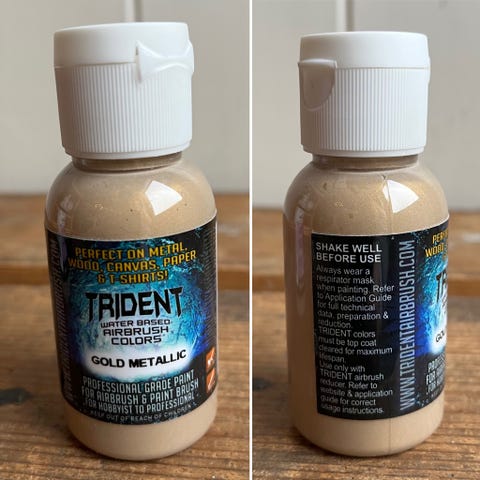 PERFECT ON METAL,
WOOD, CANVAS, PAPER
& T-SHIRTS!
TRIDENT
WATER BASED
AIRBRUSH
COLORS
GOLD METALLIC
PROFESSIONAL GRADE PAINT
FOR AIRBRUSH & PAINT BRUSH
FOR HOBBYIST TO PROFESSIONAL
KEEP OUT OF REACH OF CHILDREN
SHAKE WELL
BEFORE USE
Always wear a
respirator mask
when painting. Refer
to Application Guide
for full technical
data, preparation &
reduction.
TRIDENT colors
must be top coat
cleared for maximum
lifespan.
Use only with
TRIDENT airbrush
reducer. Refer to
website & application
guide for correct
usage instructions.
WWW.TRIDENTAIRBRUSH.COM